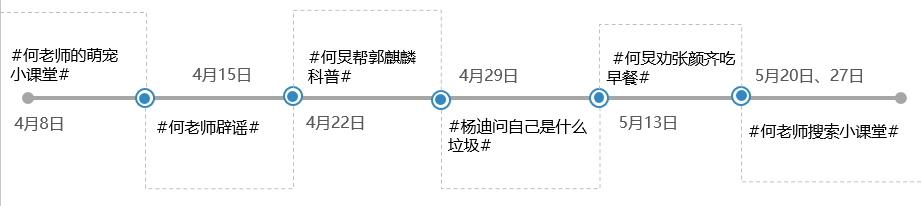 #何老师的萌宠
小课堂#
4月8日
4月15日
#何老师辟谣#
#何炅帮郭麒麟
科普#
4月22日
4月29日
#杨迪问自己是什么
垃圾#
#何炅劝张颜齐吃
早餐#
5月13日
5月20日、27日
#何老师搜索小课堂#